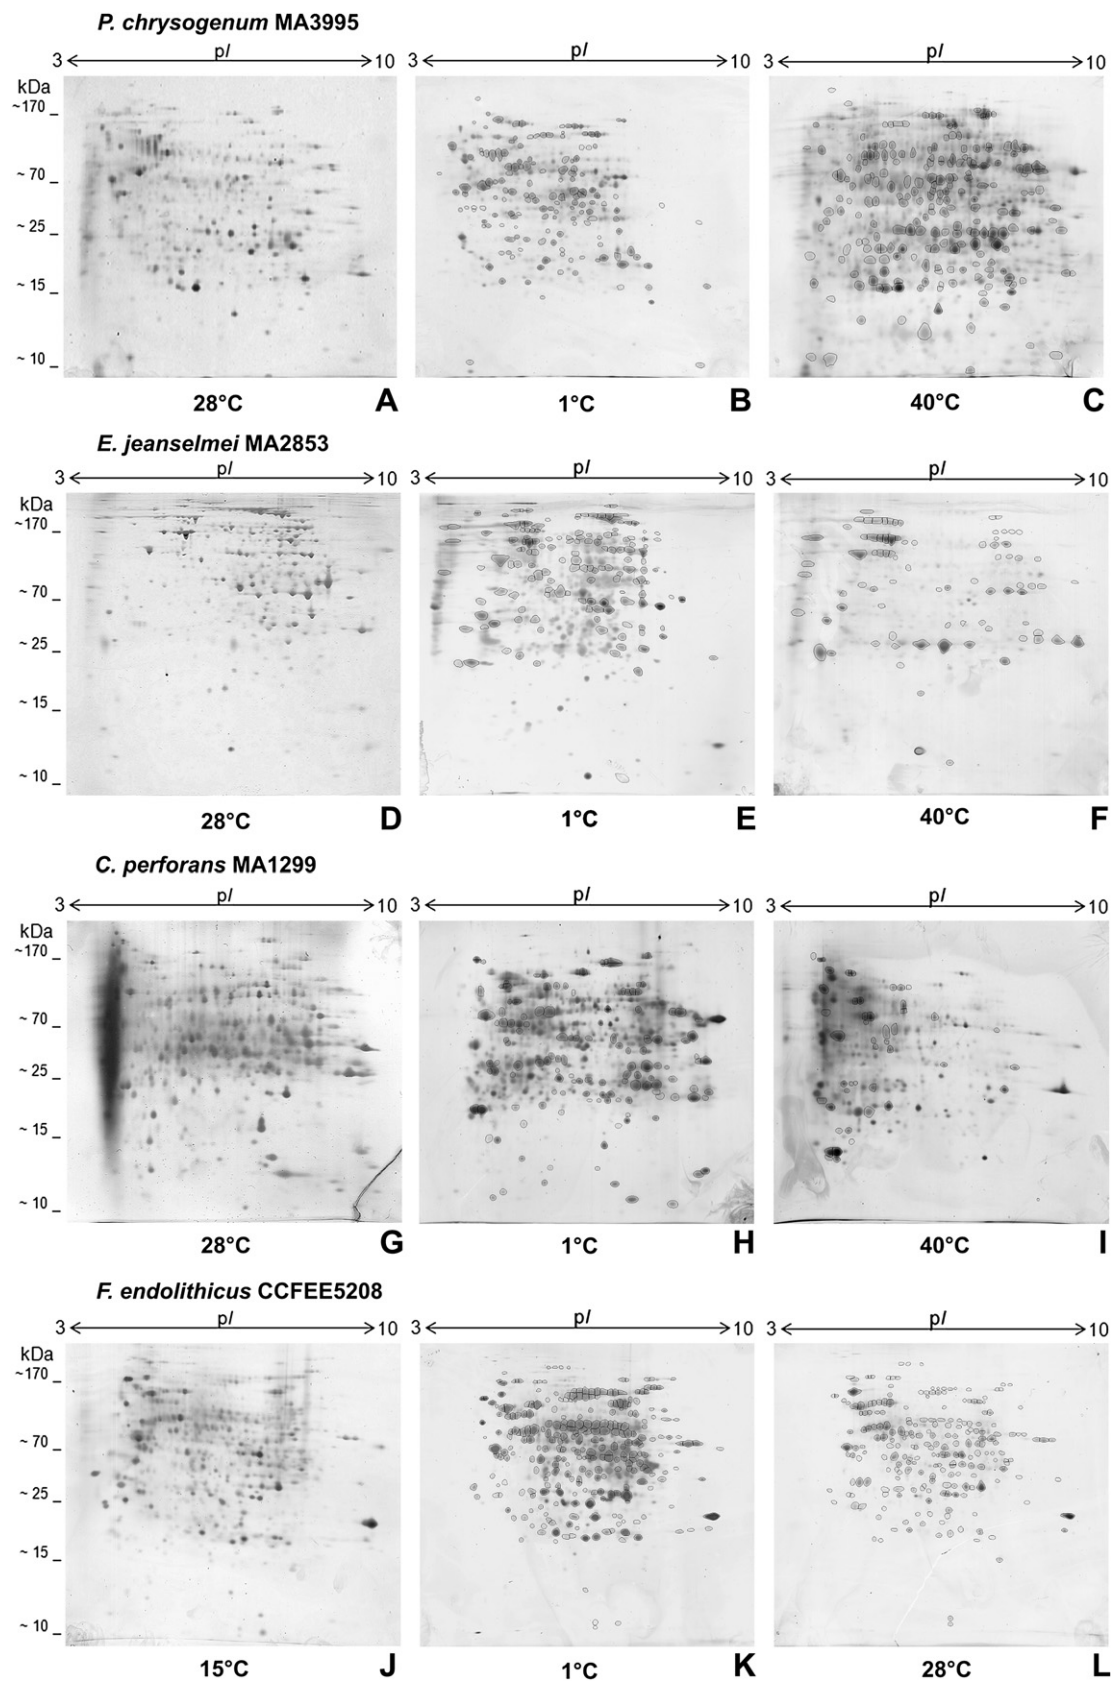 P. chrysogenum MA3995
3 pI 10 3 pI 10 3 pI 10
kDa
~170
~ 70
~ 25
~ 15
~ 10
28°C A 1°C B 40°C C
E. jeanselmei MA2853
3 pI 10 3 pI 10 3 pI 10
kDa
~170
~ 70
~ 25
~ 15
~ 10
28°C D 1°C E 40°C F
C. perforans MA1299
3 pI 10 3 pI 10 3 pI 10
kDa
~170
~ 70
~ 25
~ 15
~ 10
28°C G 1°C H 40°C I
F. endolithicus CCFEE5208
3 pI 10 3 pI 10 3 pI 10
kDa
~170
~ 70
~ 25
~ 15
~ 10
15°C J 1°C K 28°C L